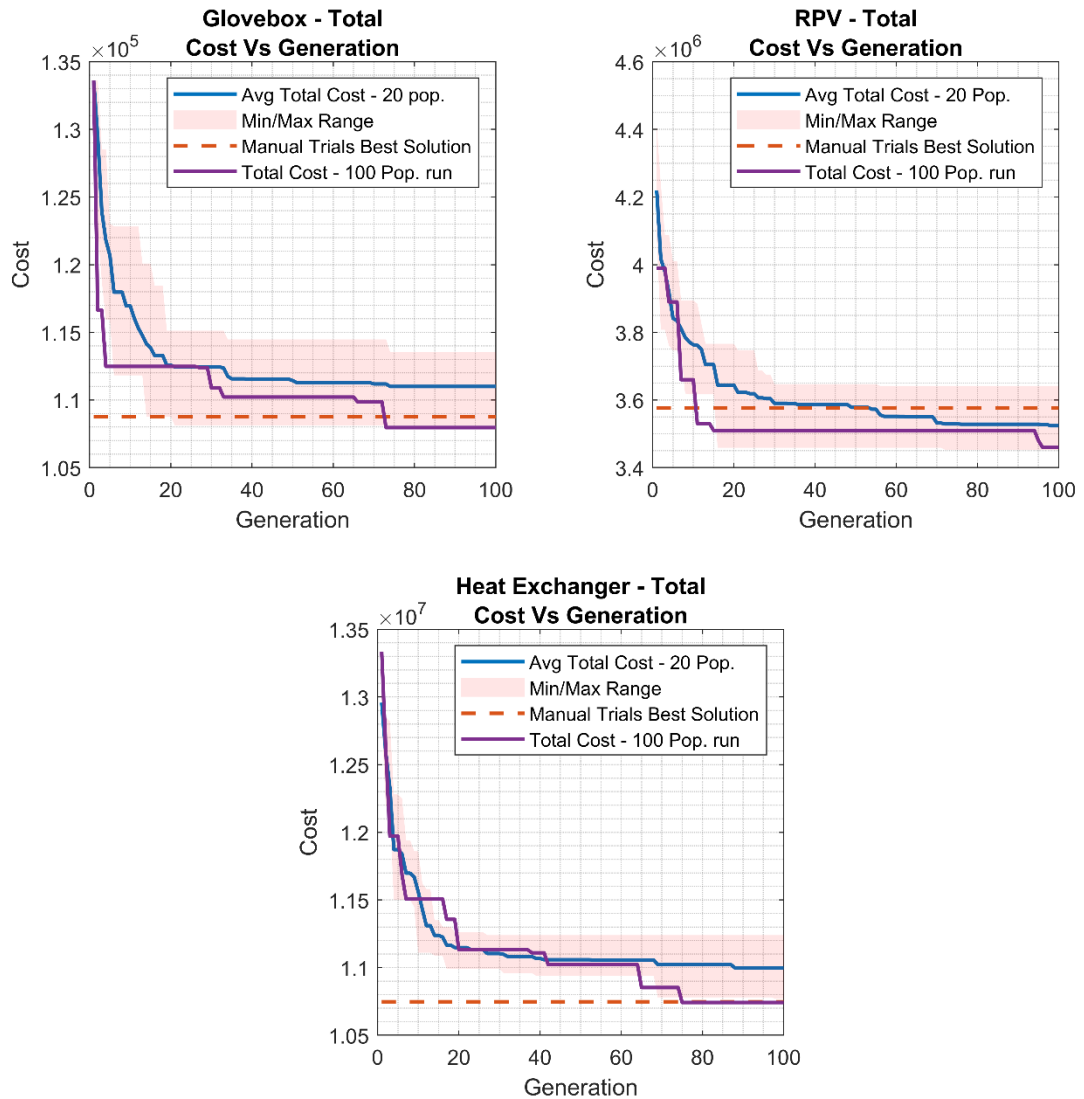 Glovebox - Total
Cost Vs Generation
×10⁵
1.35
1.3
1.25
1.2
1.15
1.1
1.05
Cost
Avg Total Cost - 20 pop.
Min/Max Range
Manual Trials Best Solution
Total Cost - 100 Pop. run
0 20 40 60 80 100
Generation
RPV - Total
Cost Vs Generation
×10⁶
4.6
4.4
4.2
4
3.8
3.6
3.4
Cost
Avg Total Cost - 20 Pop.
Min/Max Range
Manual Trials Best Solution
Total Cost - 100 Pop. run
0 20 40 60 80 100
Generation
Heat Exchanger - Total
Cost Vs Generation
×10⁷
1.35
1.3
1.25
1.2
1.15
1.1
1.05
Cost
Avg Total Cost - 20 Pop.
Min/Max Range
Manual Trials Best Solution
Total Cost - 100 Pop. run
0 20 40 60 80 100
Generation